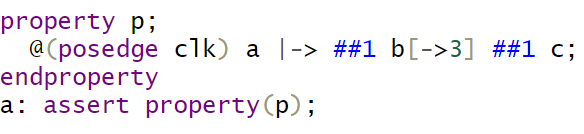 property p;
  @(posedge clk) a |-> ##1 b[->3] ##1 c;
endproperty
a: assert property(p);